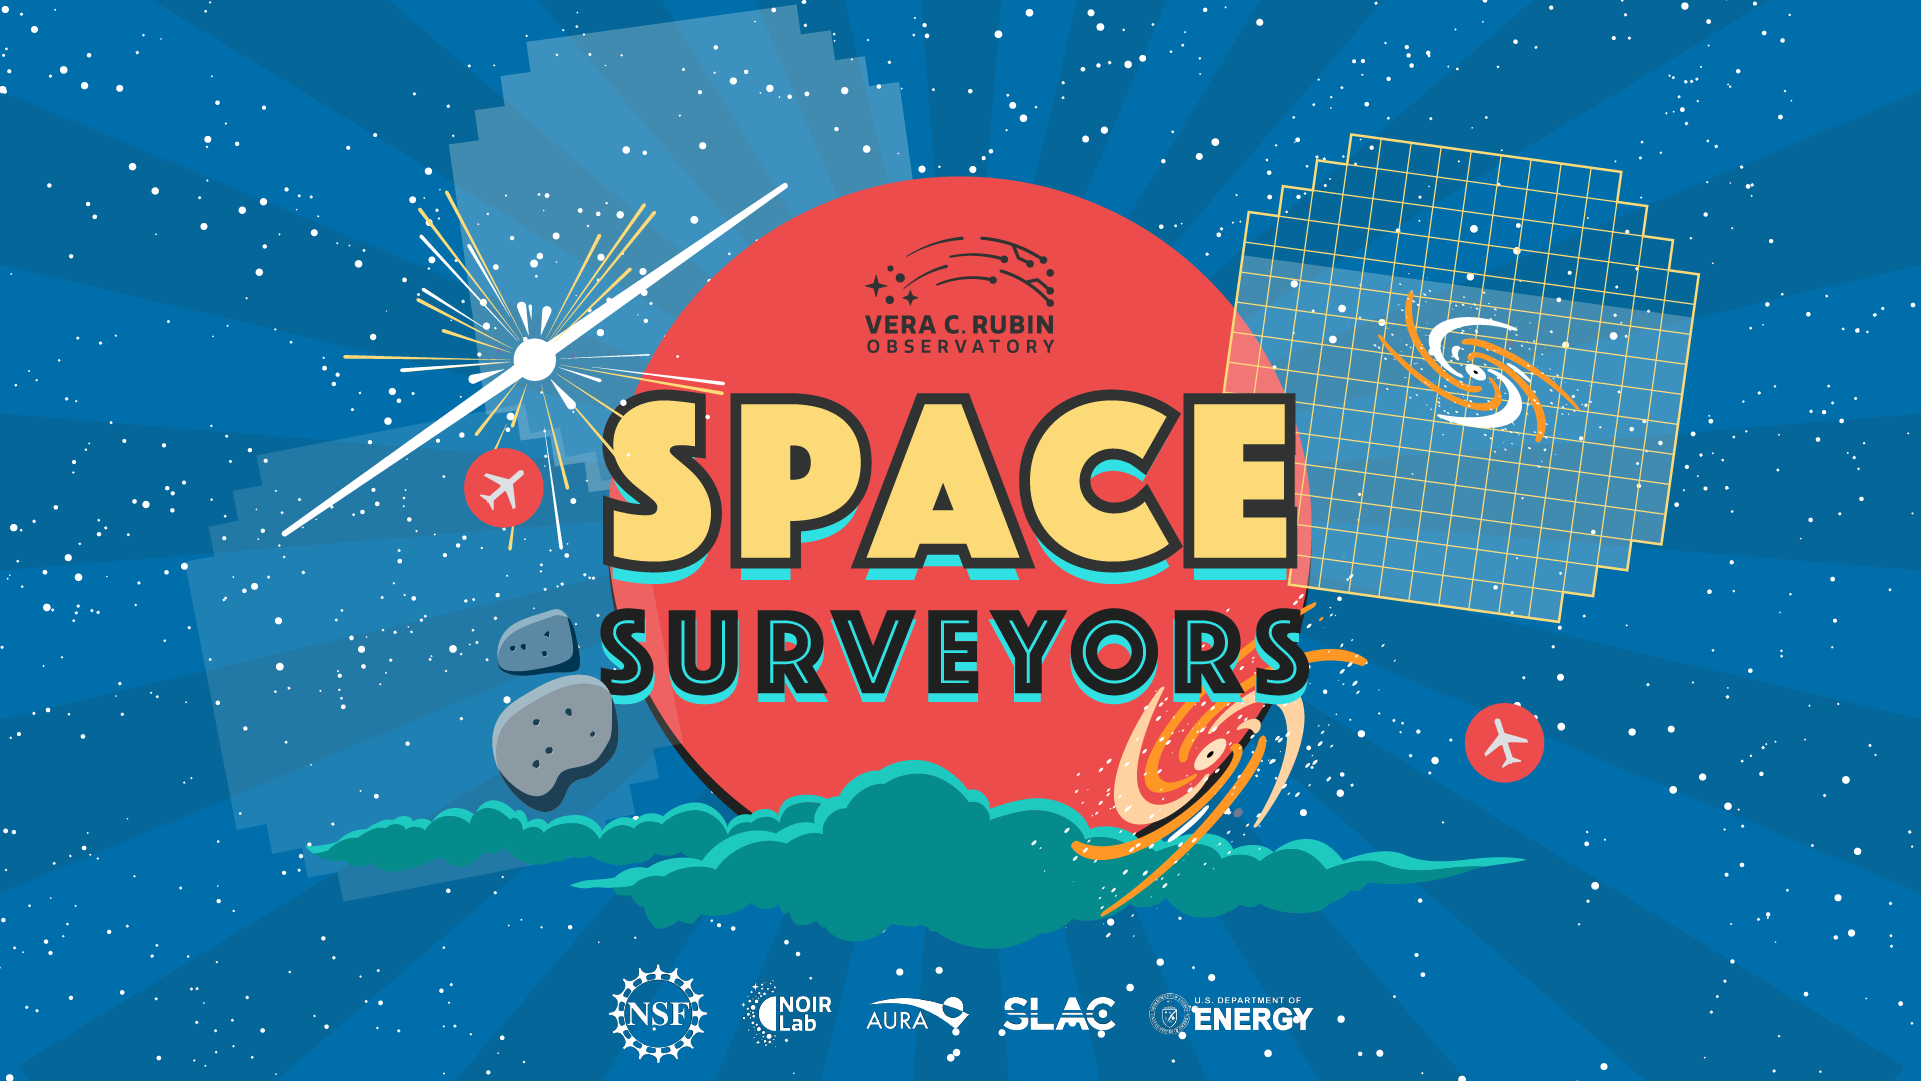 VERA C. RUBIN
OBSERVATORY
SPACE
SURVEYORS
NSF
NOIR
Lab
AURA
SLAC
U.S. DEPARTMENT OF
ENERGY